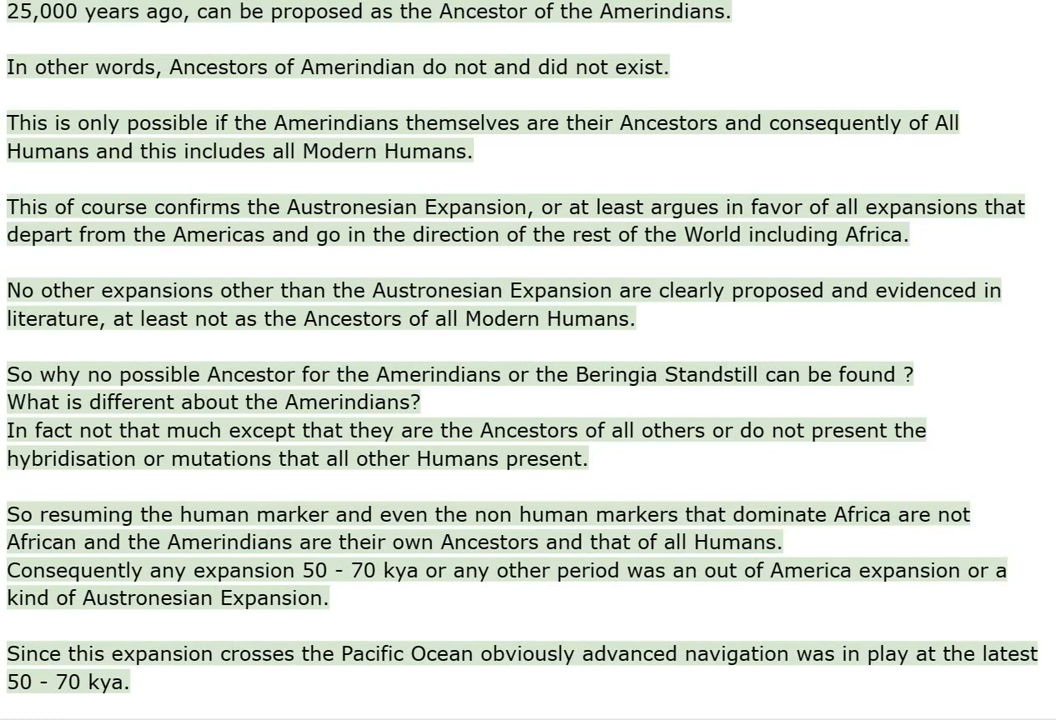 25,000 years ago, can be proposed as the Ancestor of the Amerindians.
In other words, Ancestors of Amerindian do not and did not exist.
This is only possible if the Amerindians themselves are their Ancestors and consequently of All
Humans and this includes all Modern Humans.
This of course confirms the Austronesian Expansion, or at least argues in favor of all expansions that
depart from the Americas and go in the direction of the rest of the World including Africa.
No other expansions other than the Austronesian Expansion are clearly proposed and evidenced in
literature, at least not as the Ancestors of all Modern Humans.
So why no possible Ancestor for the Amerindians or the Beringia Standstill can be found ?
What is different about the Amerindians?
In fact not that much except that they are the Ancestors of all others or do not present the
hybridisation or mutations that all other Humans present.
So resuming the human marker and even the non human markers that dominate Africa are not
African and the Amerindians are their own Ancestors and that of all Humans.
Consequently any expansion 50 - 70 kya or any other period was an out of America expansion or a
kind of Austronesian Expansion.
Since this expansion crosses the Pacific Ocean obviously advanced navigation was in play at the latest
50 - 70 kya.